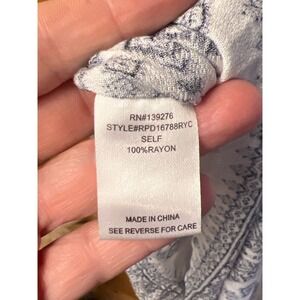 RN#139276
STYLE#RPD16788RYC
SELF
100%RAYON
MADE IN CHINA
SEE REVERSE FOR CARE